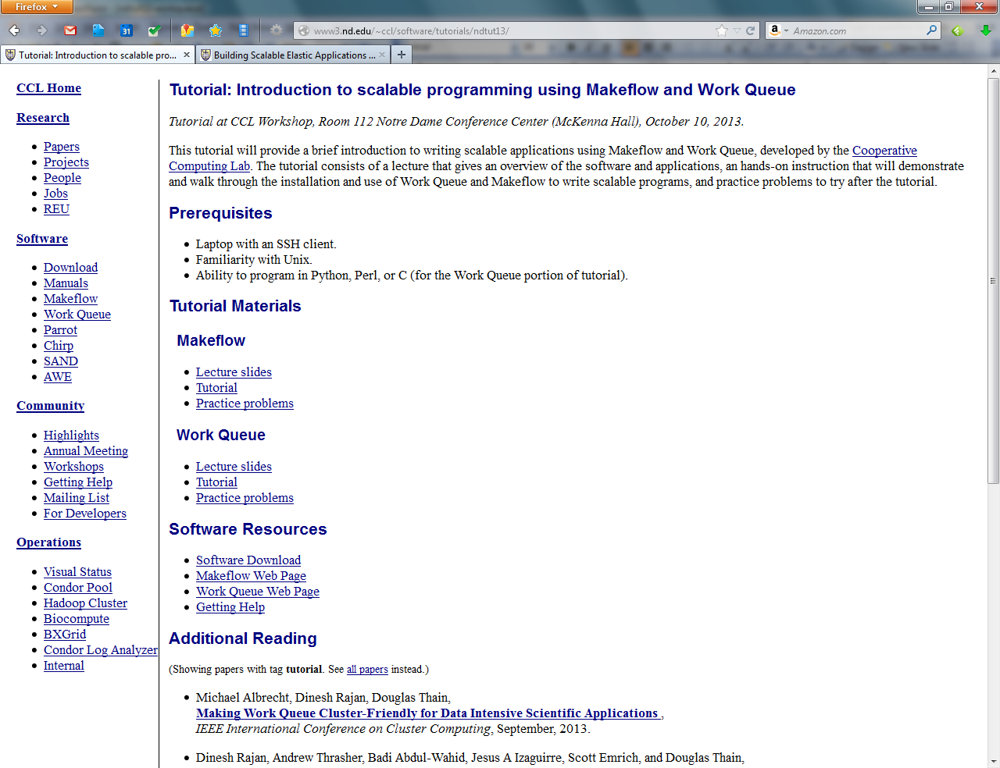 Firefox
31
www3.nd.edu/~ccl/software/tutorials/ndtut13/
Amazon.com
Tutorial: Introduction to scalable pro...
Building Scalable Elastic Applications ...
CCL Home
Research
Papers
Projects
People
Jobs
REU
Software
Download
Manuals
Makeflow
Work Queue
Parrot
Chirp
SAND
AWE
Community
Highlights
Annual Meeting
Workshops
Getting Help
Mailing List
For Developers
Operations
Visual Status
Condor Pool
Hadoop Cluster
Biocompute
BXGrid
Condor Log Analyzer
Internal
Tutorial: Introduction to scalable programming using Makeflow and Work Queue
Tutorial at CCL Workshop, Room 112 Notre Dame Conference Center (McKenna Hall), October 10, 2013.
This tutorial will provide a brief introduction to writing scalable applications using Makeflow and Work Queue, developed by the Cooperative
Computing Lab. The tutorial consists of a lecture that gives an overview of the software and applications, an hands-on instruction that will demonstrate
and walk through the installation and use of Work Queue and Makeflow to write scalable programs, and practice problems to try after the tutorial.
Prerequisites
Laptop with an SSH client.
Familiarity with Unix.
Ability to program in Python, Perl, or C (for the Work Queue portion of tutorial).
Tutorial Materials
Makeflow
Lecture slides
Tutorial
Practice problems
Work Queue
Lecture slides
Tutorial
Practice problems
Software Resources
Software Download
Makeflow Web Page
Work Queue Web Page
Getting Help
Additional Reading
(Showing papers with tag tutorial. See all papers instead.)
Michael Albrecht, Dinesh Rajan, Douglas Thain,
Making Work Queue Cluster-Friendly for Data Intensive Scientific Applications ,
IEEE International Conference on Cluster Computing, September, 2013.
Dinesh Rajan, Andrew Thrasher, Badi Abdul-Wahid, Jesus A Izaguirre, Scott Emrich, and Douglas Thain,